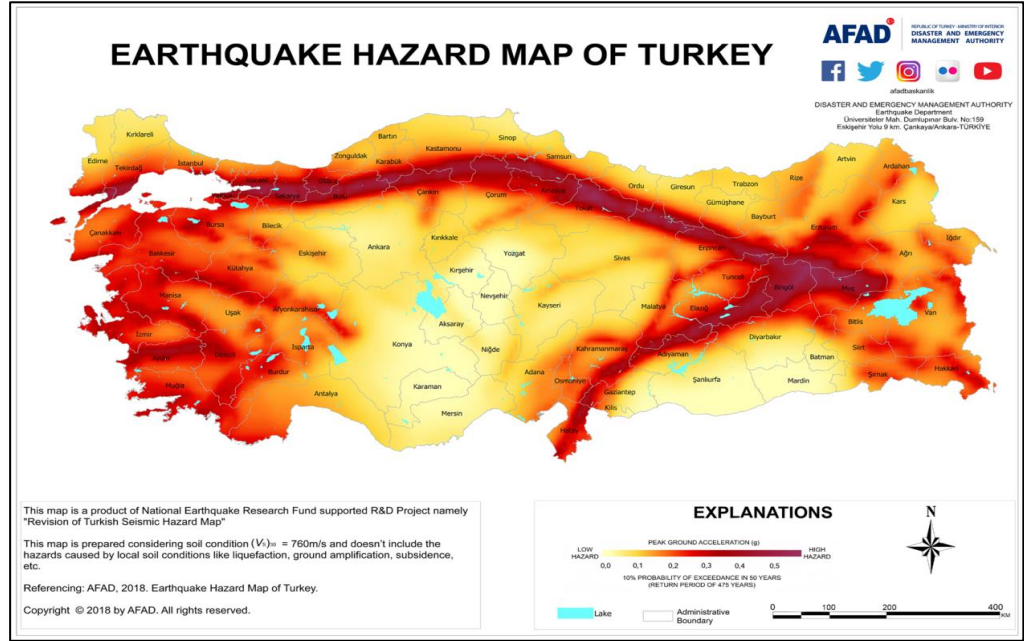 EARTHQUAKE HAZARD MAP OF TURKEY
AFAD
REPUBLIC OF TURKEY - MINISTRY OF INTERIOR
DISASTER AND EMERGENCY
MANAGEMENT AUTHORITY
afadbaskanlik
DISASTER AND EMERGENCY MANAGEMENT AUTHORITY
Earthquake Department
Üniversiteler Mah. Dumlupınar Bulv. No:159
Eskişehir Yolu 9 km. Çankaya/Ankara-TÜRKİYE
Kırklareli
Edirne
Tekirdağ
İstanbul
Zonguldak
Bartın
Karabük
Kastamonu
Sinop
Samsun
Ordu
Giresun
Trabzon
Rize
Artvin
Ardahan
Kars
Gümüşhane
Bayburt
Çankırı
Çorum
Çanakkale
Bursa
Bilecik
Eskişehir
Ankara
Kırıkkale
Yozgat
Sivas
Erzincan
Erzurum
Ağrı
Iğdır
Balıkesir
Kütahya
Kırşehir
Nevşehir
Kayseri
Malatya
Elazığ
Tunceli
Bingöl
Muş
Bitlis
Van
Manisa
Uşak
Afyonkarahisar
Aksaray
İzmir
Aydın
Denizli
Isparta
Burdur
Konya
Niğde
Kahramanmaraş
Adıyaman
Diyarbakır
Batman
Siirt
Şırnak
Hakkari
Muğla
Antalya
Karaman
Mersin
Adana
Osmaniye
Gaziantep
Kilis
Şanlıurfa
Mardin
Hatay
This map is a product of National Earthquake Research Fund supported R&D Project namely
"Revision of Turkish Seismic Hazard Map"
This map is prepared considering soil condition (Vs)30 = 760m/s and doesn't include the
hazards caused by local soil conditions like liquefaction, ground amplification, subsidence,
etc.
Referencing: AFAD, 2018. Earthquake Hazard Map of Turkey.
Copyright © 2018 by AFAD. All rights reserved.
EXPLANATIONS
PEAK GROUND ACCELERATION (g)
LOW
HAZARD
HIGH
HAZARD
0,0 0,1 0,2 0,3 0,4 0,5
10% PROBABILITY OF EXCEEDANCE IN 50 YEARS
(RETURN PERIOD OF 475 YEARS)
Lake
Administrative
Boundary
N
0 100 200 400
KM